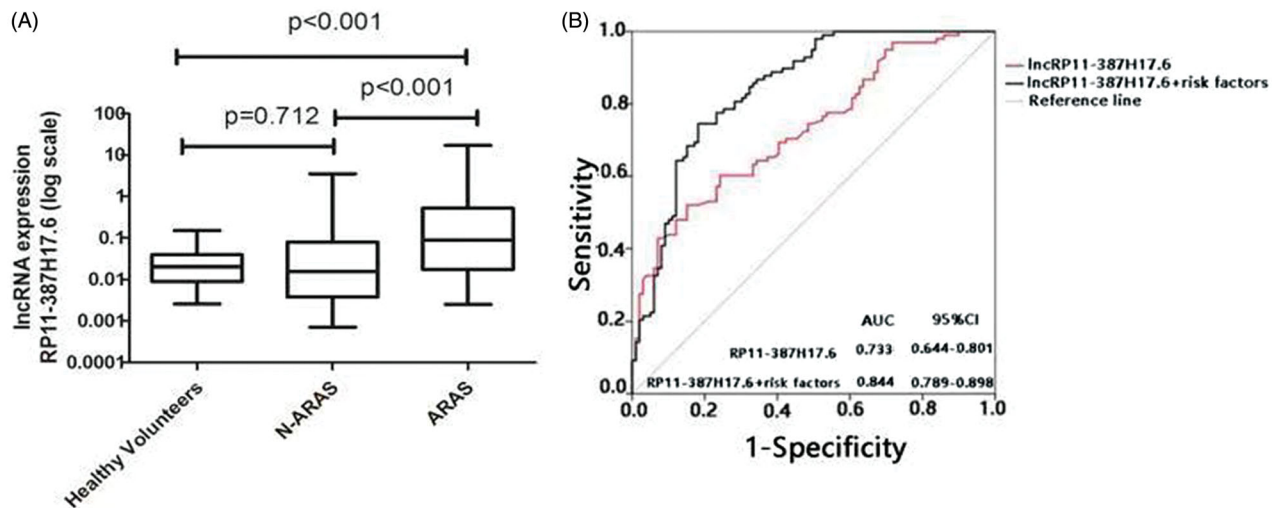 (A)
p<0.001
p<0.001
p=0.712
lncRNA expression
RP11-387H17.6 (log scale)
100
10
1
0.1
0.01
0.001
0.0001
Healthy Volunteers
N-ARAS
ARAS
(B)
Sensitivity
1.0
0.8
0.6
0.4
0.2
0.0
lncRP11-387H17.6
lncRP11-387H17.6+risk factors
Reference line
AUC 95%CI
RP11-387H17.6 0.733 0.644-0.801
RP11-387H17.6+risk factors 0.844 0.789-0.898
0.0 0.2 0.4 0.6 0.8 1.0
1-Specificity